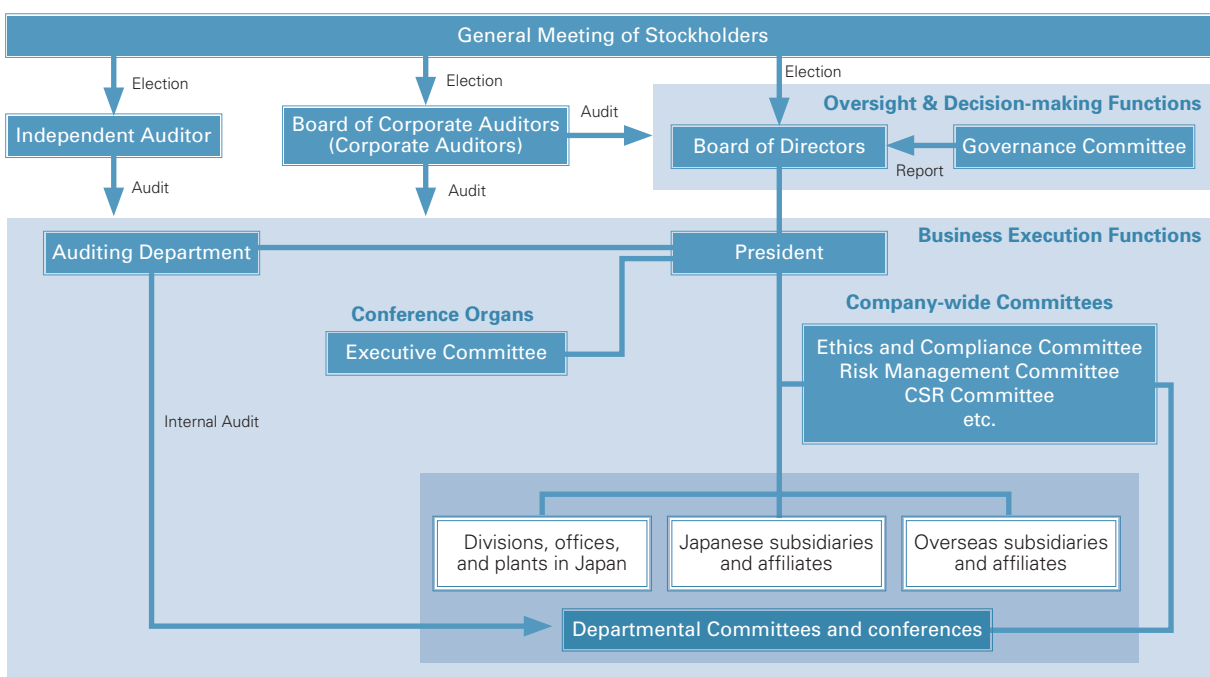 General Meeting of Stockholders
Election
Election
Election
Oversight & Decision-making Functions
Independent Auditor
Board of Corporate Auditors
(Corporate Auditors)
Audit
Board of Directors
Governance Committee
Report
Audit
Audit
Business Execution Functions
Auditing Department
President
Company-wide Committees
Conference Organs
Executive Committee
Ethics and Compliance Committee
Risk Management Committee
CSR Committee
etc.
Internal Audit
Divisions, offices,
and plants in Japan
Japanese subsidiaries
and affiliates
Overseas subsidiaries
and affiliates
Departmental Committees and conferences